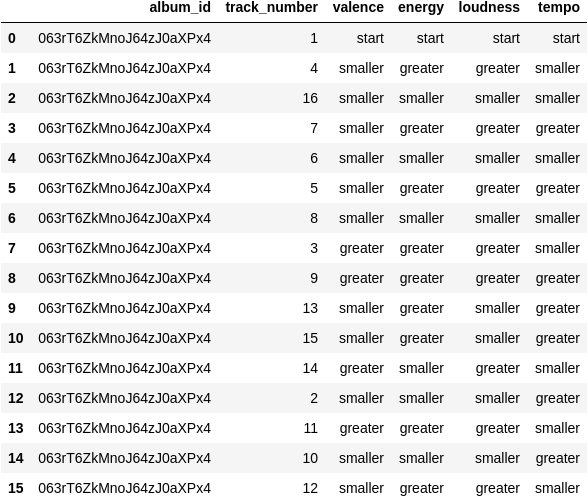 album_id track_number valence energy loudness tempo
0 063rT6ZkMnoJ64zJ0aXPx4 1 start start start start
1 063rT6ZkMnoJ64zJ0aXPx4 4 smaller greater greater smaller
2 063rT6ZkMnoJ64zJ0aXPx4 16 smaller smaller smaller smaller
3 063rT6ZkMnoJ64zJ0aXPx4 7 smaller greater greater greater
4 063rT6ZkMnoJ64zJ0aXPx4 6 smaller smaller smaller smaller
5 063rT6ZkMnoJ64zJ0aXPx4 5 smaller greater greater greater
6 063rT6ZkMnoJ64zJ0aXPx4 8 smaller smaller smaller smaller
7 063rT6ZkMnoJ64zJ0aXPx4 3 greater greater greater smaller
8 063rT6ZkMnoJ64zJ0aXPx4 9 greater greater greater greater
9 063rT6ZkMnoJ64zJ0aXPx4 13 smaller greater smaller greater
10 063rT6ZkMnoJ64zJ0aXPx4 15 smaller greater smaller greater
11 063rT6ZkMnoJ64zJ0aXPx4 14 greater smaller greater smaller
12 063rT6ZkMnoJ64zJ0aXPx4 2 smaller smaller smaller greater
13 063rT6ZkMnoJ64zJ0aXPx4 11 greater greater greater smaller
14 063rT6ZkMnoJ64zJ0aXPx4 10 smaller smaller smaller greater
15 063rT6ZkMnoJ64zJ0aXPx4 12 smaller greater greater smaller